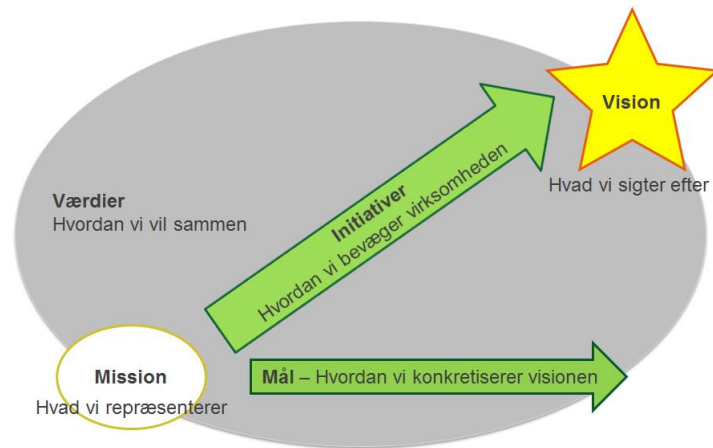 Vision
Hvad vi sigter efter
Værdier
Hvordan vi vil sammen
Initiativer
Hvordan vi bevæger virksomheden
Mission
Hvad vi repræsenterer
Mål – Hvordan vi konkretiserer visionen